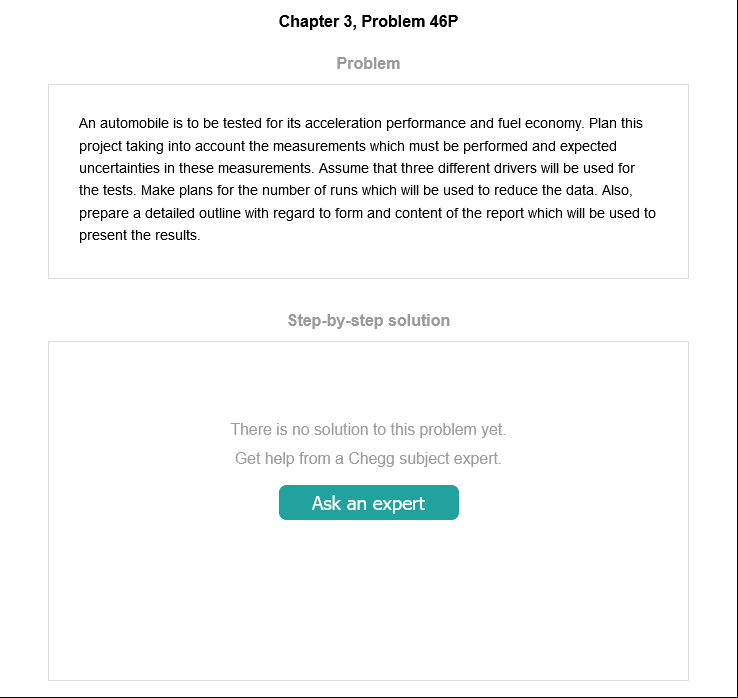 Chapter 3, Problem 46P
Problem
An automobile is to be tested for its acceleration performance and fuel economy. Plan this
project taking into account the measurements which must be performed and expected
uncertainties in these measurements. Assume that three different drivers will be used for
the tests. Make plans for the number of runs which will be used to reduce the data. Also,
prepare a detailed outline with regard to form and content of the report which will be used to
present the results.
Step-by-step solution
There is no solution to this problem yet.
Get help from a Chegg subject expert.
Ask an expert